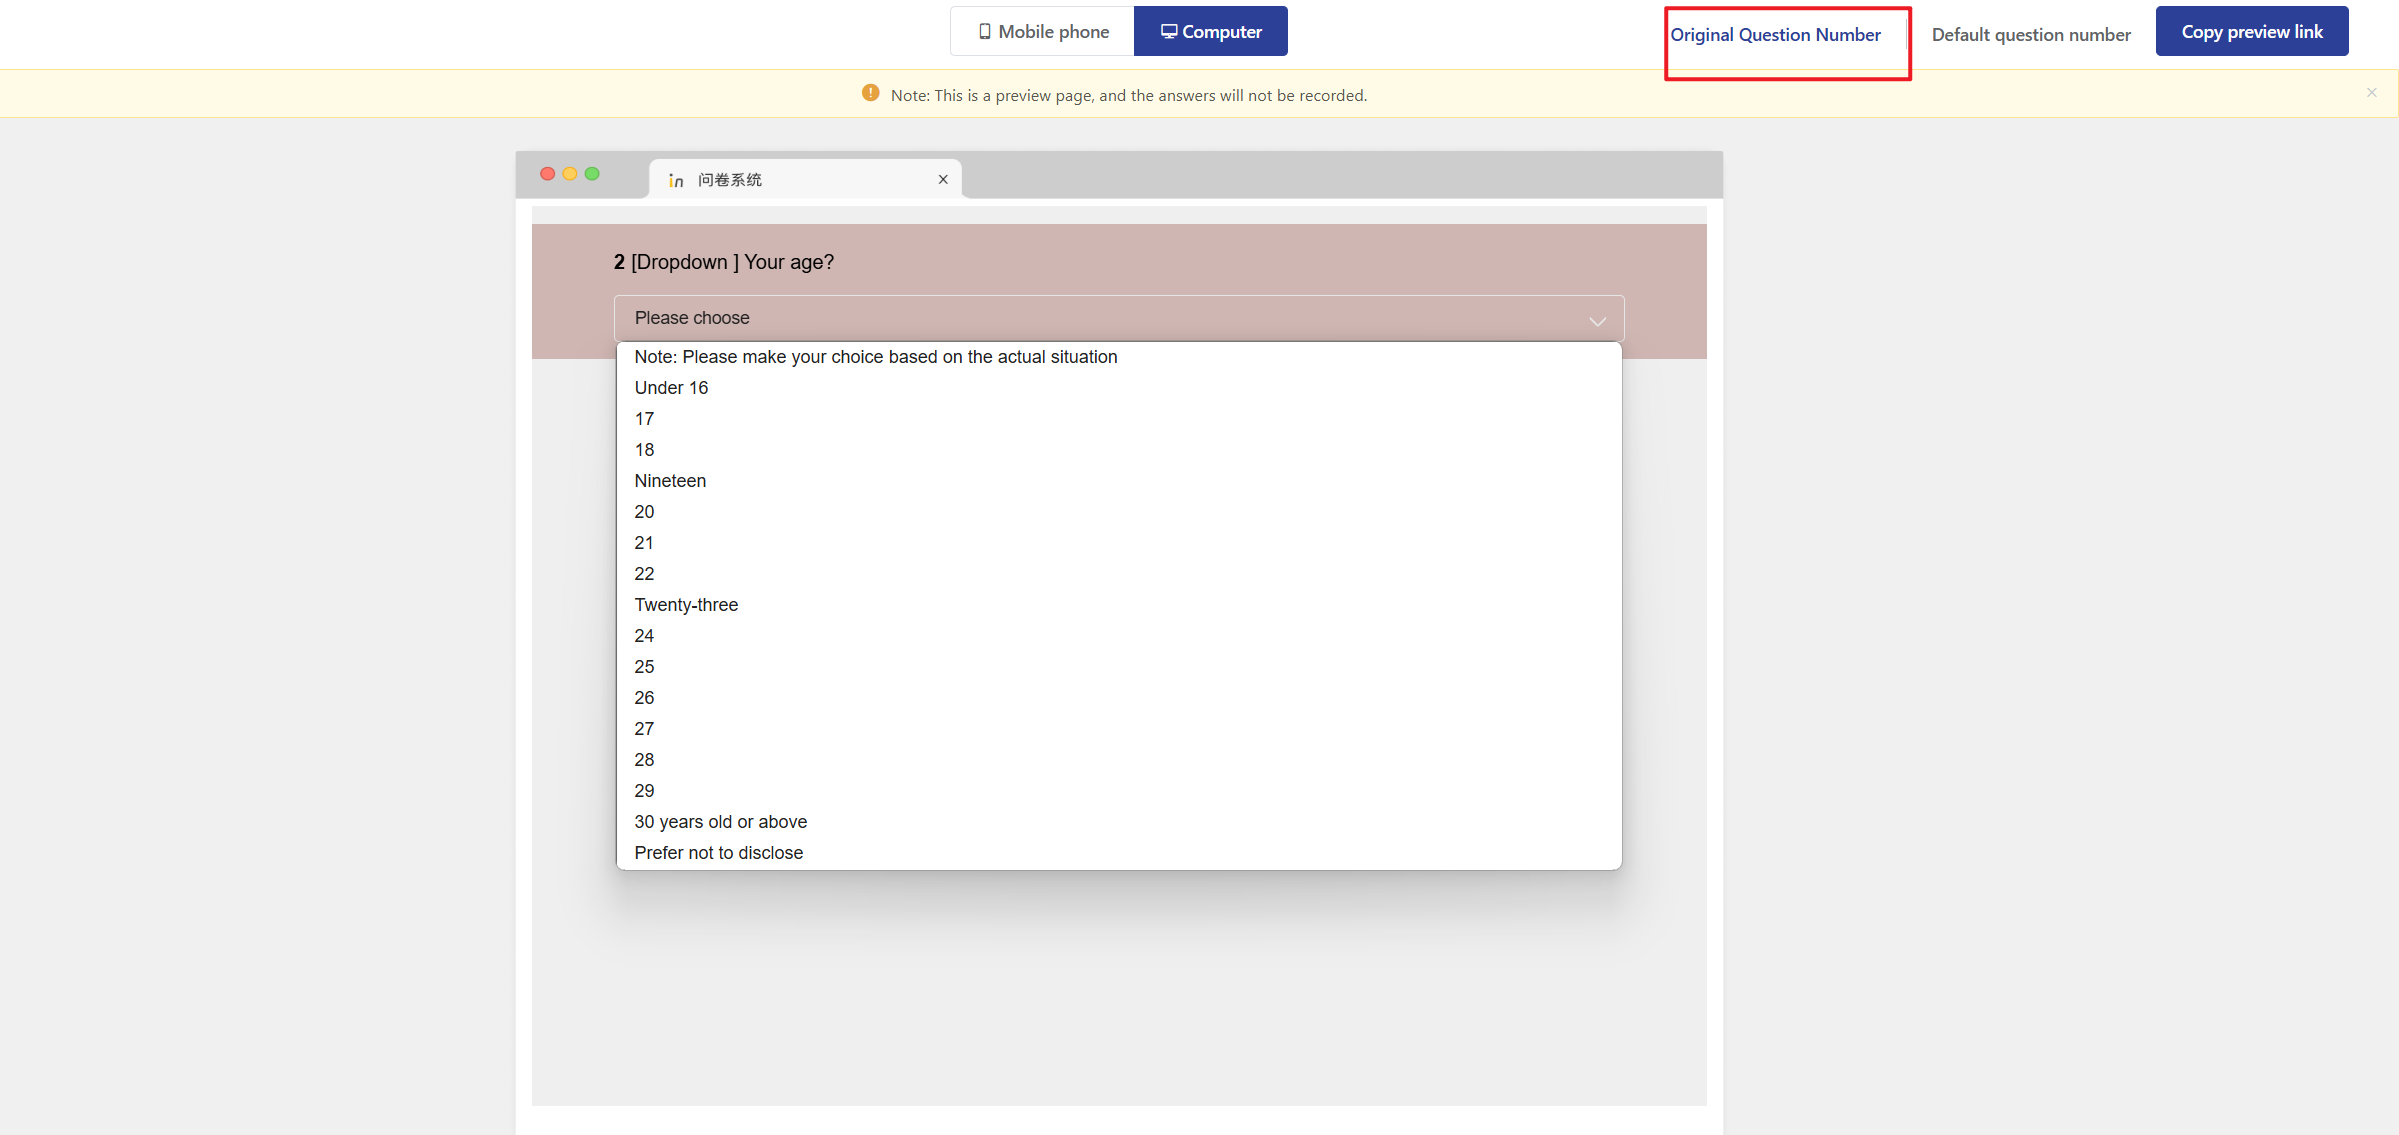 Mobile phone
Computer
Original Question Number
Default question number
Copy preview link
Note: This is a preview page, and the answers will not be recorded.
in 问卷系统
2 [Dropdown ] Your age?
Please choose
Note: Please make your choice based on the actual situation
Under 16
17
18
Nineteen
20
21
22
Twenty-three
24
25
26
27
28
29
30 years old or above
Prefer not to disclose